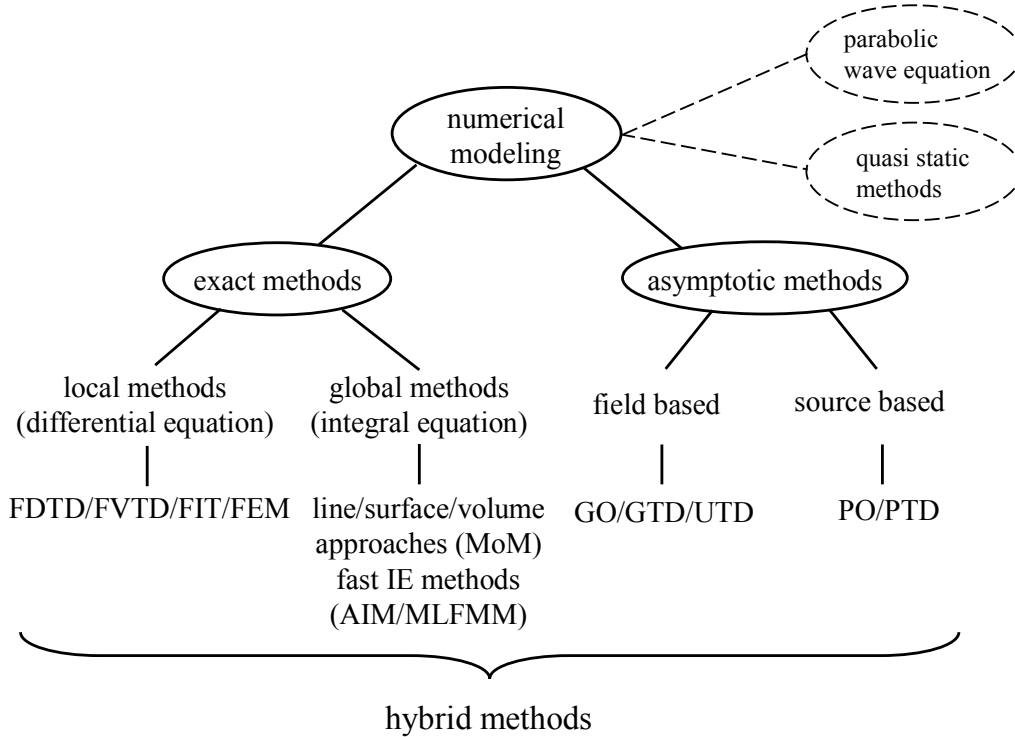 parabolic
wave equation
numerical
modeling
quasi static
methods
exact methods
asymptotic methods
local methods
(differential equation)
global methods
(integral equation)
field based
source based
FDTD/FVTD/FIT/FEM
line/surface/volume
approaches (MoM)
fast IE methods
(AIM/MLFMM)
GO/GTD/UTD
PO/PTD
hybrid methods